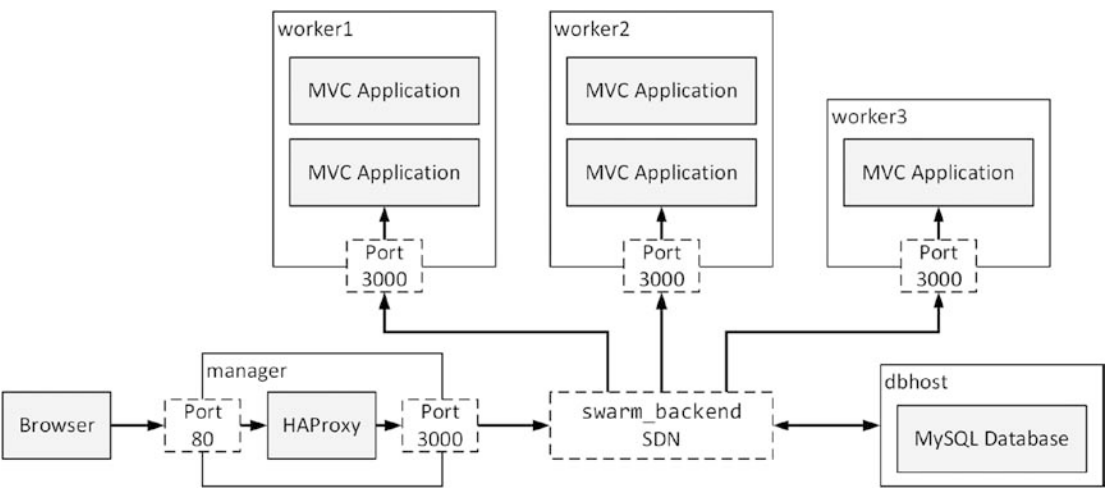 worker1
MVC Application
MVC Application
Port
3000
worker2
MVC Application
MVC Application
Port
3000
worker3
MVC Application
Port
3000
manager
Browser
Port
80
HAProxy
Port
3000
swarm_backend
SDN
dbhost
MySQL Database